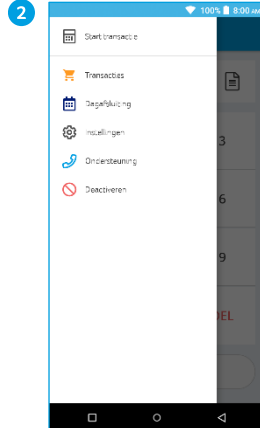 2
100% 8:00 AM
Start transactie
Transacties
Dagafsluiting
3
Instellingen
Ondersteuning
6
Deactiveren
9
DEL